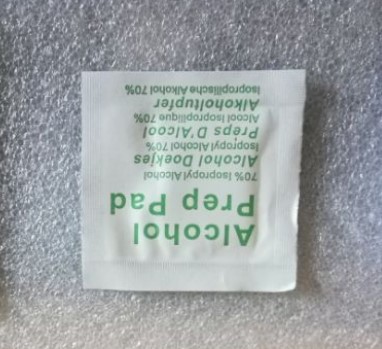 Alcohol
Prep Pad
70% Isopropyl Alcohol
Alcohol Doekjes
Isopropyl Alcohol 70%
Preps D'Alcool
Alcool Isopropilique 70%
Alkoholtupfer
Isopropilische Alkohol 70%